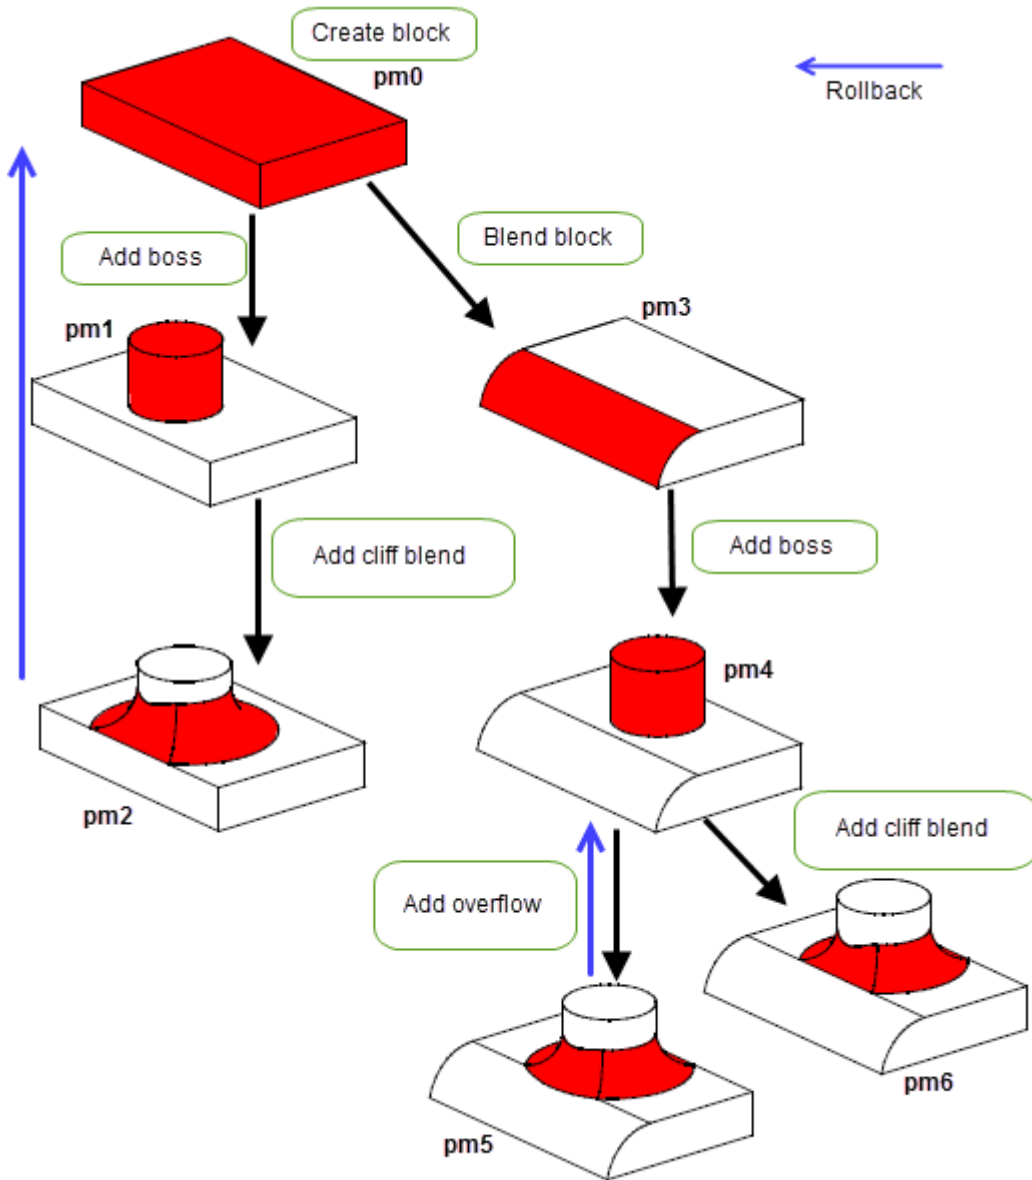 Create block
pm0
Rollback
Add boss
Blend block
pm1
pm3
Add cliff blend
Add boss
pm4
pm2
Add cliff blend
Add overflow
pm6
pm5